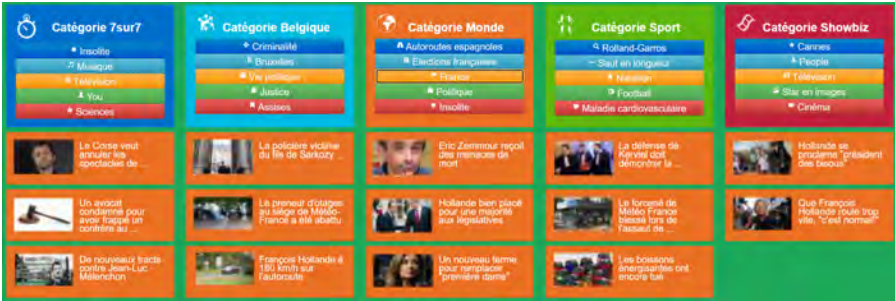 Catégorie 7sur7
Insolite
Musique
Télévision
You
Sciences
Catégorie Belgique
Criminalité
Bruxelles
Vie politique
Justice
Assises
Catégorie Monde
Autoroutes espagnoles
Elections françaises
France
Politique
Insolite
Catégorie Sport
Rolland-Garros
Saut en longueur
Natation
Football
Maladie cardiovasculaire
Catégorie Showbiz
Cannes
People
Télévision
Star en images
Cinéma
La Corse veut
annuler les
spectacles de ...
La policière victime
du fils de Sarkozy ...
Eric Zemmour reçoit
des menaces de
mort
La défense de
Kerviel doit
démontrer la ...
Hollande se
proclame "président
des bisous"
Un avocat
condamné pour
avoir frappé un
confrère au ...
Le preneur d'otages
au siège de Météo-
France a été abattu
Hollande bien placé
pour une majorité
aux législatives
Le forcené de
Météo France
blessé lors de
l'assaut de ...
Que François
Hollande roule trop
vite, "c'est normal!"
De nouveaux tracts
contre Jean-Luc
Mélenchon
François Hollande à
180 km/h sur
l'autoroute
Un nouveau terme
pour remplacer
"première dame"
Les boissons
énergisantes ont
encore tué